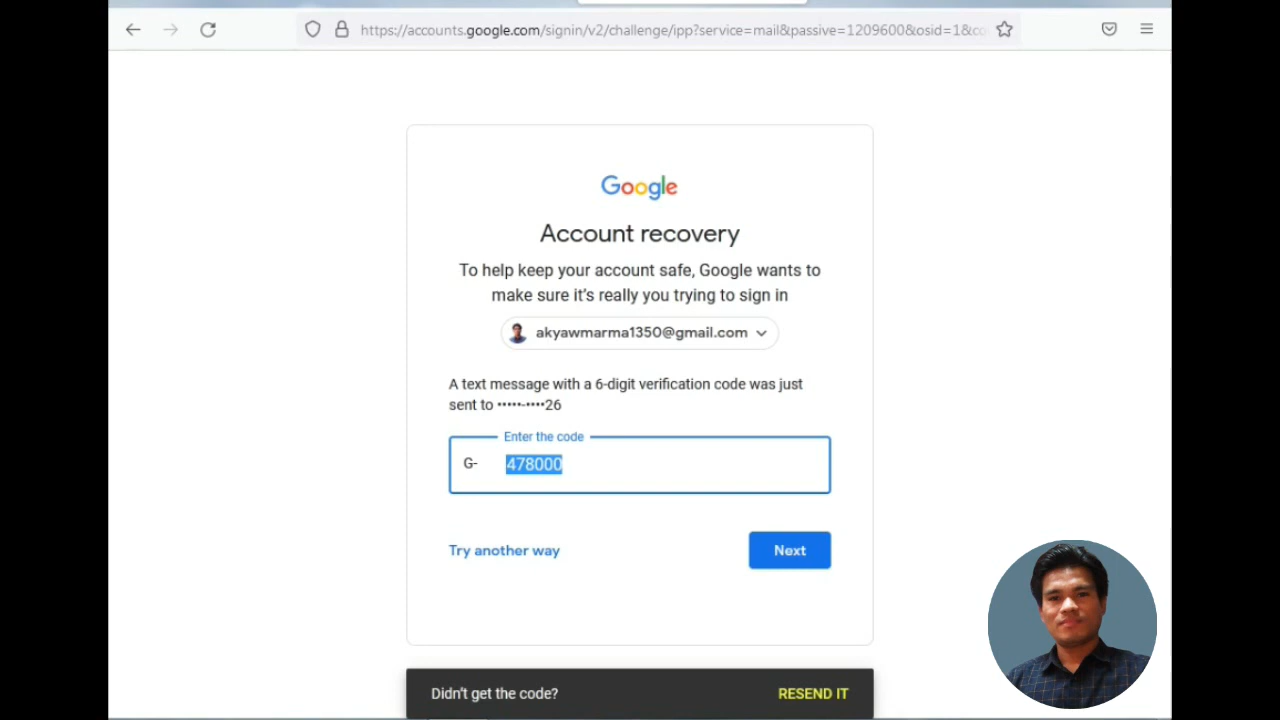 https://accounts.google.com/signin/v2/challenge/ipp?service=mail&passive=1209600&osid=1&co
Google
Account recovery
To help keep your account safe, Google wants to
make sure it’s really you trying to sign in
akyawmarma1350@gmail.com
A text message with a 6-digit verification code was just
sent to •••••-••••26
Enter the code
G- 478000
Try another way
Next
Didn’t get the code?
RESEND IT